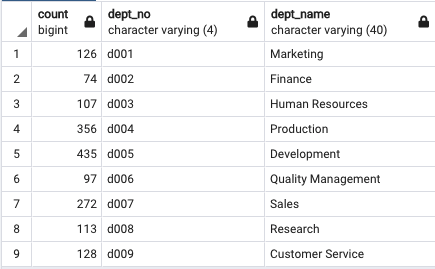 count dept_no dept_name
bigint character varying (4) character varying (40)
1 126 d001 Marketing
2 74 d002 Finance
3 107 d003 Human Resources
4 356 d004 Production
5 435 d005 Development
6 97 d006 Quality Management
7 272 d007 Sales
8 113 d008 Research
9 128 d009 Customer Service